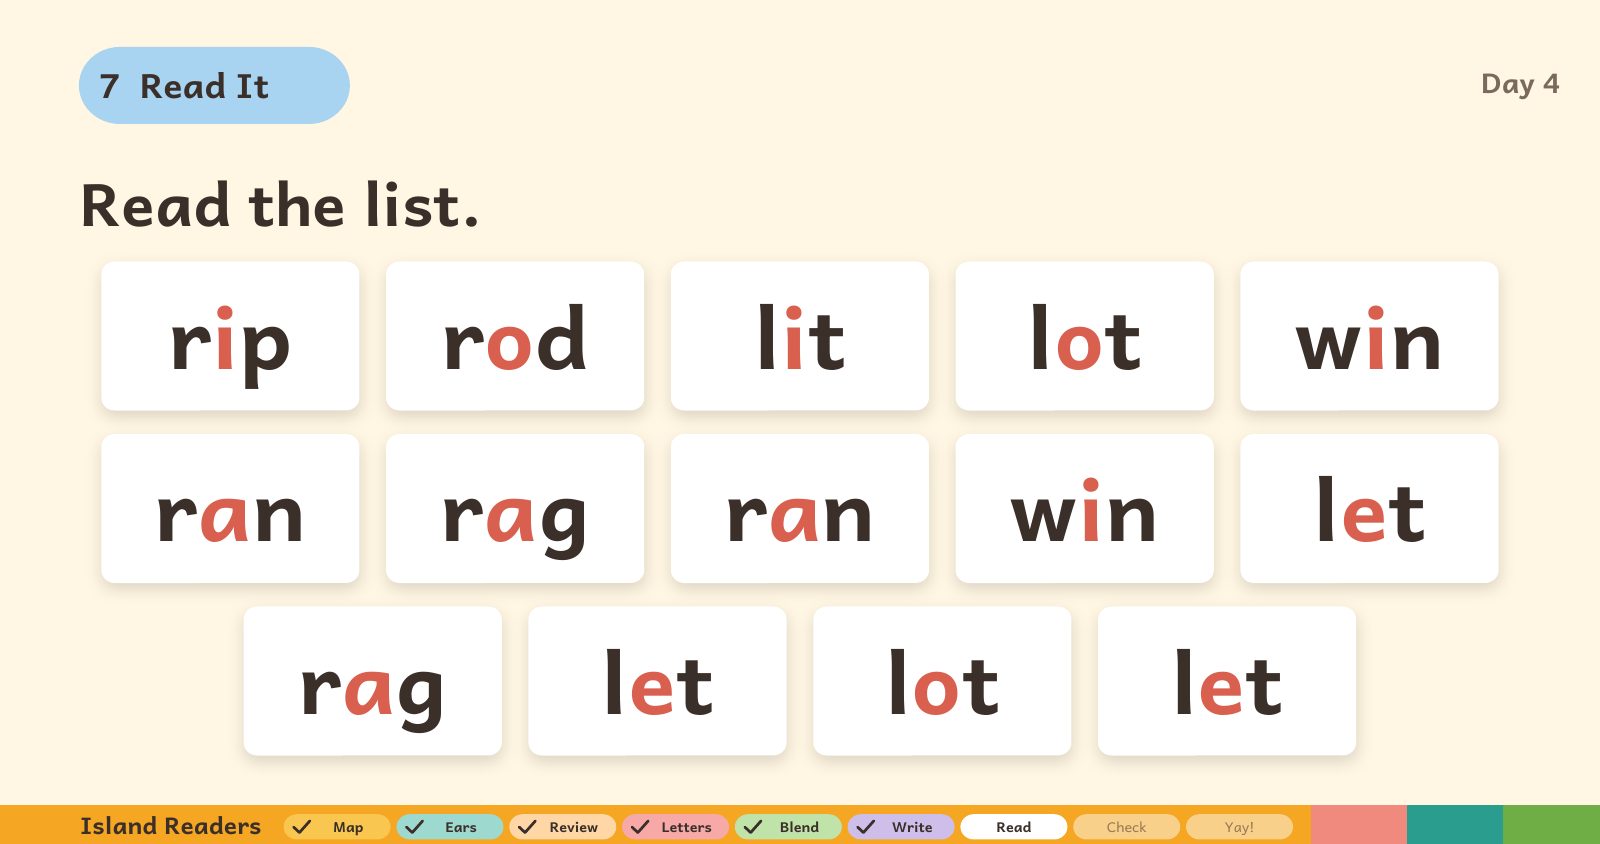 7 Read It
Day 4
Read the list.
rip rod lit lot win
ran rag ran win let
rag let lot let
Island Readers Map Ears Review Letters Blend Write Read Check Yay!